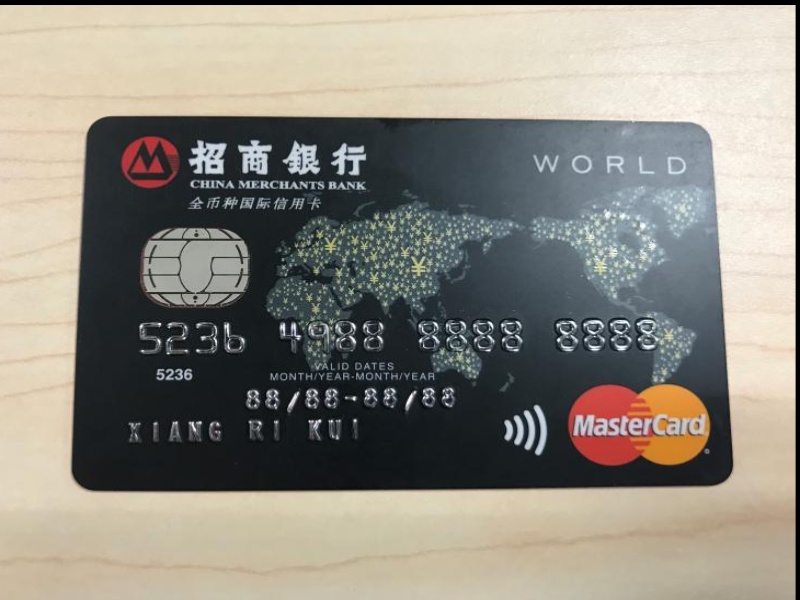 招商銀行
CHINA MERCHANTS BANK
全币种国际信用卡
WORLD
5236 4988 8888 8888
5236
VALID DATES
MONTH/YEAR-MONTH/YEAR
88/88-88/88
XIANG RI KUI
MasterCard